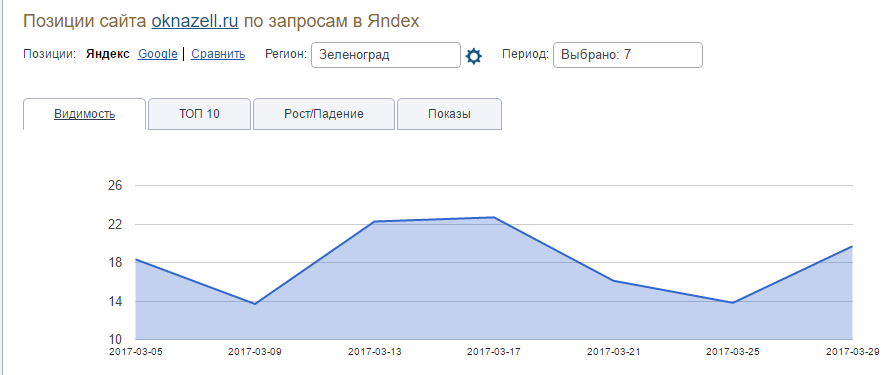 Позиции сайта oknazell.ru по запросам в Яndex
Позиции: Яндекс Google Сравнить Регион: Зеленоград Период: Выбрано: 7
Видимость ТОП 10 Рост/Падение Показы
26
22
18
14
10
2017-03-05 2017-03-09 2017-03-13 2017-03-17 2017-03-21 2017-03-25 2017-03-29